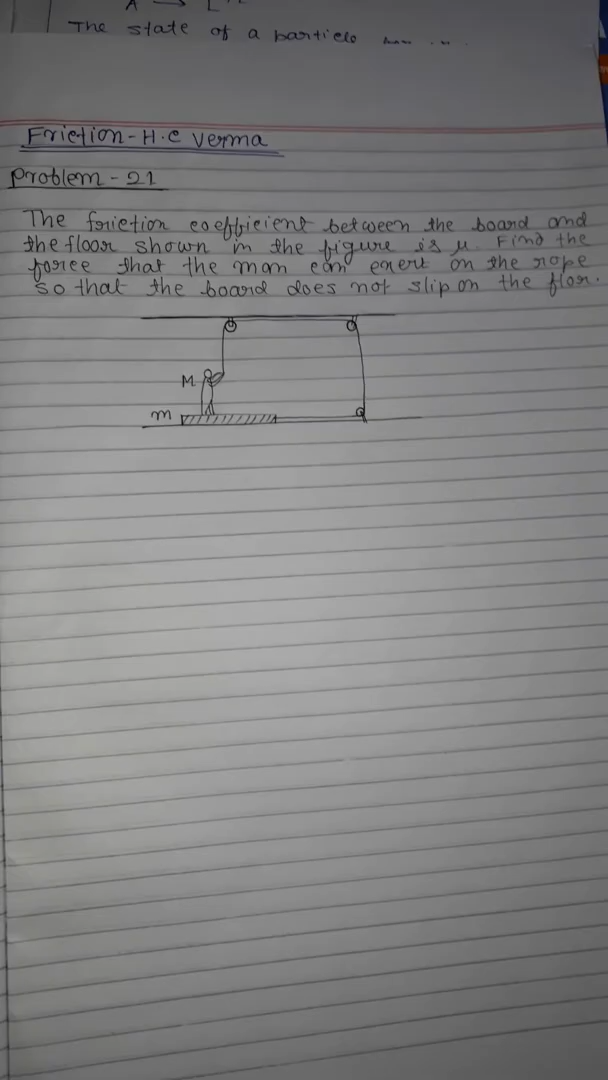 The state of a particle
Friction-H.C Verma
Problem-21
The friction coefficient between the board and
the floor shown in the figure is μ. Find the
force that the man can exert on the rope
so that the board does not slip on the flor.
M
m